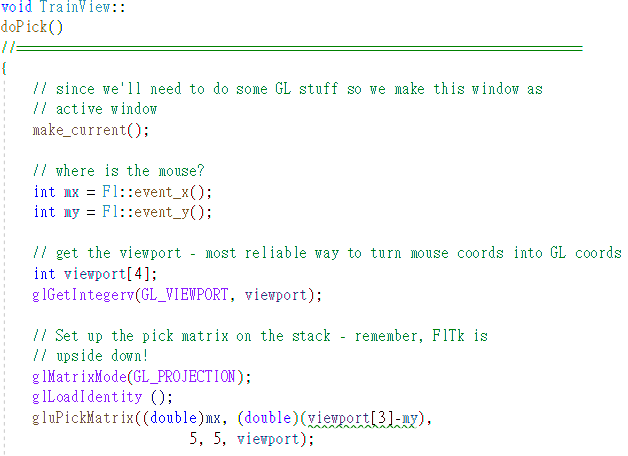 void TrainView::
doPick()
//========================================================================
{
// since we'll need to do some GL stuff so we make this window as
// active window
make_current();
// where is the mouse?
int mx = Fl::event_x();
int my = Fl::event_y();
// get the viewport - most reliable way to turn mouse coords into GL coords
int viewport[4];
glGetIntegerv(GL_VIEWPORT, viewport);
// Set up the pick matrix on the stack - remember, FlTk is
// upside down!
glMatrixMode(GL_PROJECTION);
glLoadIdentity ();
gluPickMatrix((double)mx, (double)(viewport[3]-my),
5, 5, viewport);